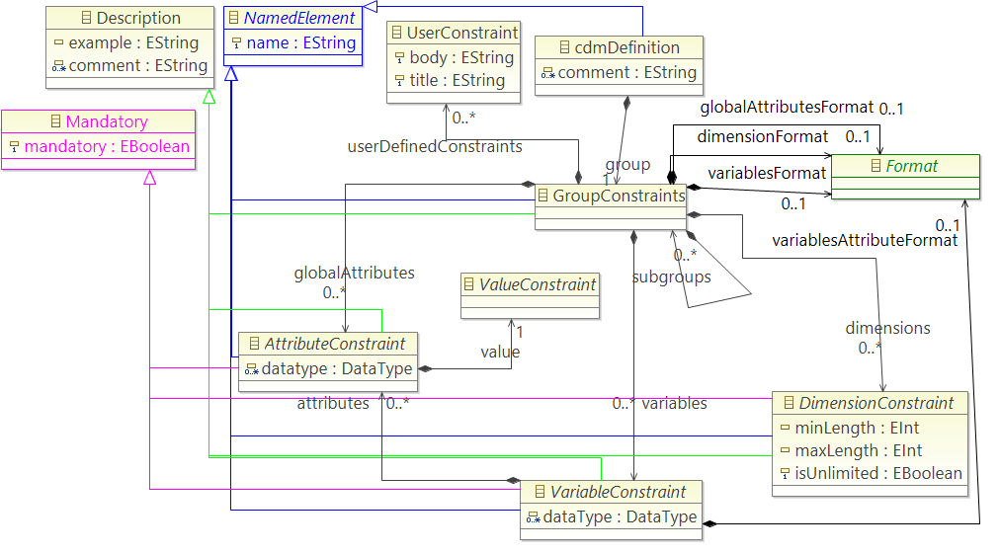 Description
example : EString
comment : EString
NamedElement
name : EString
UserConstraint
body : EString
title : EString
cdmDefinition
comment : EString
Mandatory
mandatory : EBoolean
0..*
userDefinedConstraints
group
1
globalAttributesFormat 0..1
dimensionFormat 0..1
variablesFormat
0..1
Format
GroupConstraints
0..1
variablesAttributeFormat
0..*
subgroups
globalAttributes
0..*
ValueConstraint
1
value
AttributeConstraint
datatype : DataType
attributes 0..*
0..* variables
dimensions
0..*
DimensionConstraint
minLength : EInt
maxLength : EInt
isUnlimited : EBoolean
VariableConstraint
dataType : DataType